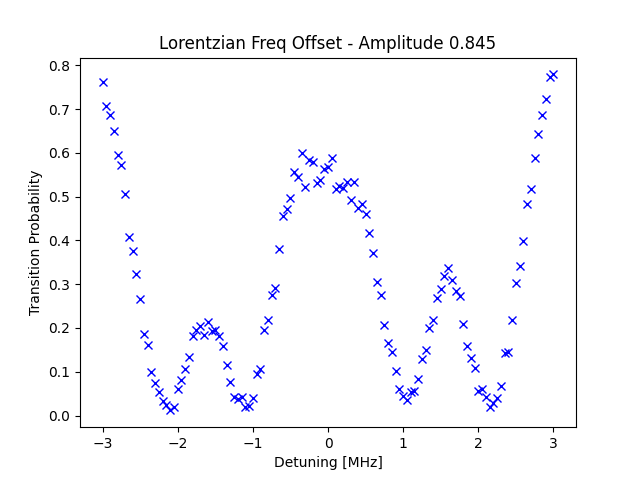 Lorentzian Freq Offset - Amplitude 0.845
Transition Probability
0.8
0.7
0.6
0.5
0.4
0.3
0.2
0.1
0.0
−3 −2 −1 0 1 2 3
Detuning [MHz]